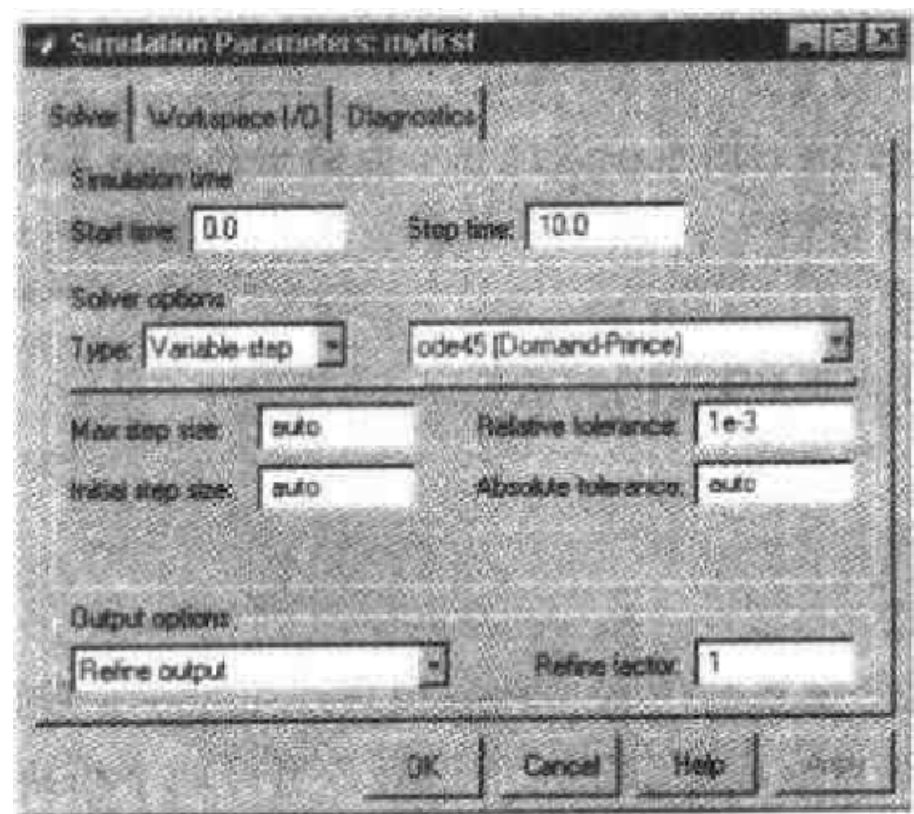 Simulation Parameters: myfirst
Solver Workspace I/O Diagnostics
Simulation time
Start time: 0.0 Stop time: 10.0
Solver options
Type: Variable-step ode45 (Dormand-Prince)
Max step size: auto Relative tolerance: 1e-3
Initial step size: auto Absolute tolerance: auto
Output options
Refine output Refine factor: 1
OK Cancel Help Apply